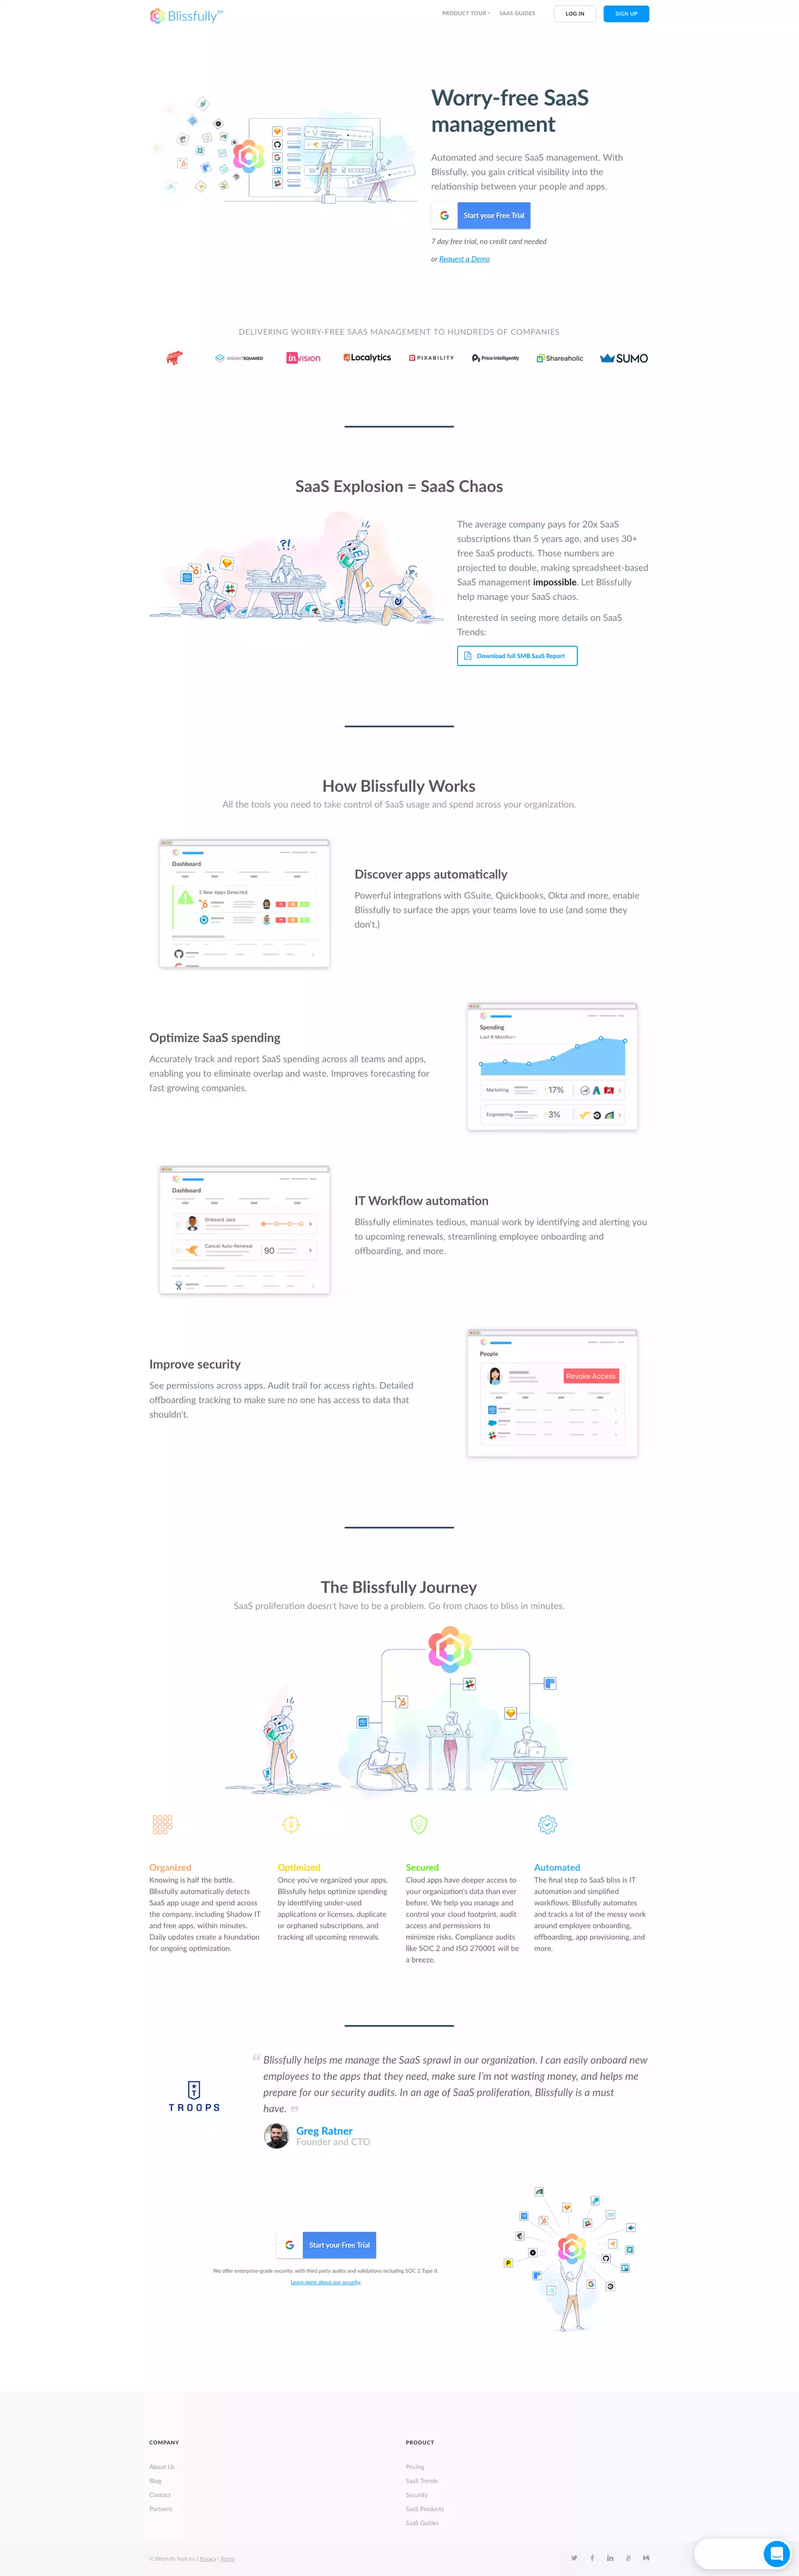 Blissfully™
PRODUCT TOUR
SAAS GUIDES
LOG IN
SIGN UP
Worry-free SaaS
management
Automated and secure SaaS management. With
Blissfully, you gain critical visibility into the
relationship between your people and apps.
Start your Free Trial
7 day free trial, no credit card needed
or Request a Demo
DELIVERING WORRY-FREE SAAS MANAGEMENT TO HUNDREDS OF COMPANIES
INSIGHTSQUARED
invision
Localytics
PIXABILITY
Price Intelligently
Shareaholic
SUMO
SaaS Explosion = SaaS Chaos
?!
The average company pays for 20x SaaS
subscriptions than 5 years ago, and uses 30+
free SaaS products. Those numbers are
projected to double, making spreadsheet-based
SaaS management impossible. Let Blissfully
help manage your SaaS chaos.
Interested in seeing more details on SaaS
Trends:
Download full SMB SaaS Report
How Blissfully Works
All the tools you need to take control of SaaS usage and spend across your organization.
Dashboard
2 New Apps Detected
Discover apps automatically
Powerful integrations with GSuite, Quickbooks, Okta and more, enable
Blissfully to surface the apps your teams love to use (and some they
don't.)
Optimize SaaS spending
Accurately track and report SaaS spending across all teams and apps,
enabling you to eliminate overlap and waste. Improves forecasting for
fast growing companies.
Spending
Last 8 Months
Marketing
17%
Engineering
3%
Dashboard
Onboard Jack
Cancel Auto-Renewal
90
IT Workflow automation
Blissfully eliminates tedious, manual work by identifying and alerting you
to upcoming renewals, streamlining employee onboarding and
offboarding, and more.
Improve security
See permissions across apps. Audit trail for access rights. Detailed
offboarding tracking to make sure no one has access to data that
shouldn't.
People
Revoke Access
The Blissfully Journey
SaaS proliferation doesn't have to be a problem. Go from chaos to bliss in minutes.
Organized
Knowing is half the battle.
Blissfully automatically detects
SaaS app usage and spend across
the company, including Shadow IT
and free apps, within minutes.
Daily updates create a foundation
for ongoing optimization.
Optimized
Once you've organized your apps,
Blissfully helps optimize spending
by identifying under-used
applications or licenses, duplicate
or orphaned subscriptions, and
tracking all upcoming renewals.
Secured
Cloud apps have deeper access to
your organization's data than ever
before. We help you manage and
control your cloud footprint, audit
access and permissions to
minimize risks. Compliance audits
like SOC 2 and ISO 270001 will be
a breeze.
Automated
The final step to SaaS bliss is IT
automation and simplified
workflows. Blissfully automates
and tracks a lot of the messy work
around employee onboarding,
offboarding, app provisioning, and
more.
TROOPS
“ Blissfully helps me manage the SaaS sprawl in our organization. I can easily onboard new
employees to the apps that they need, make sure I'm not wasting money, and helps me
prepare for our security audits. In an age of SaaS proliferation, Blissfully is a must
have. ”
Greg Ratner
Founder and CTO
Start your Free Trial
We offer enterprise-grade security, with third party audits and validations including SOC 2 Type II.
Learn more about our security.
COMPANY
About Us
Blog
Contact
Partners
PRODUCT
Pricing
SaaS Trends
Security
SaaS Products
SaaS Guides
© Blissfully Tech Inc | Privacy | Terms